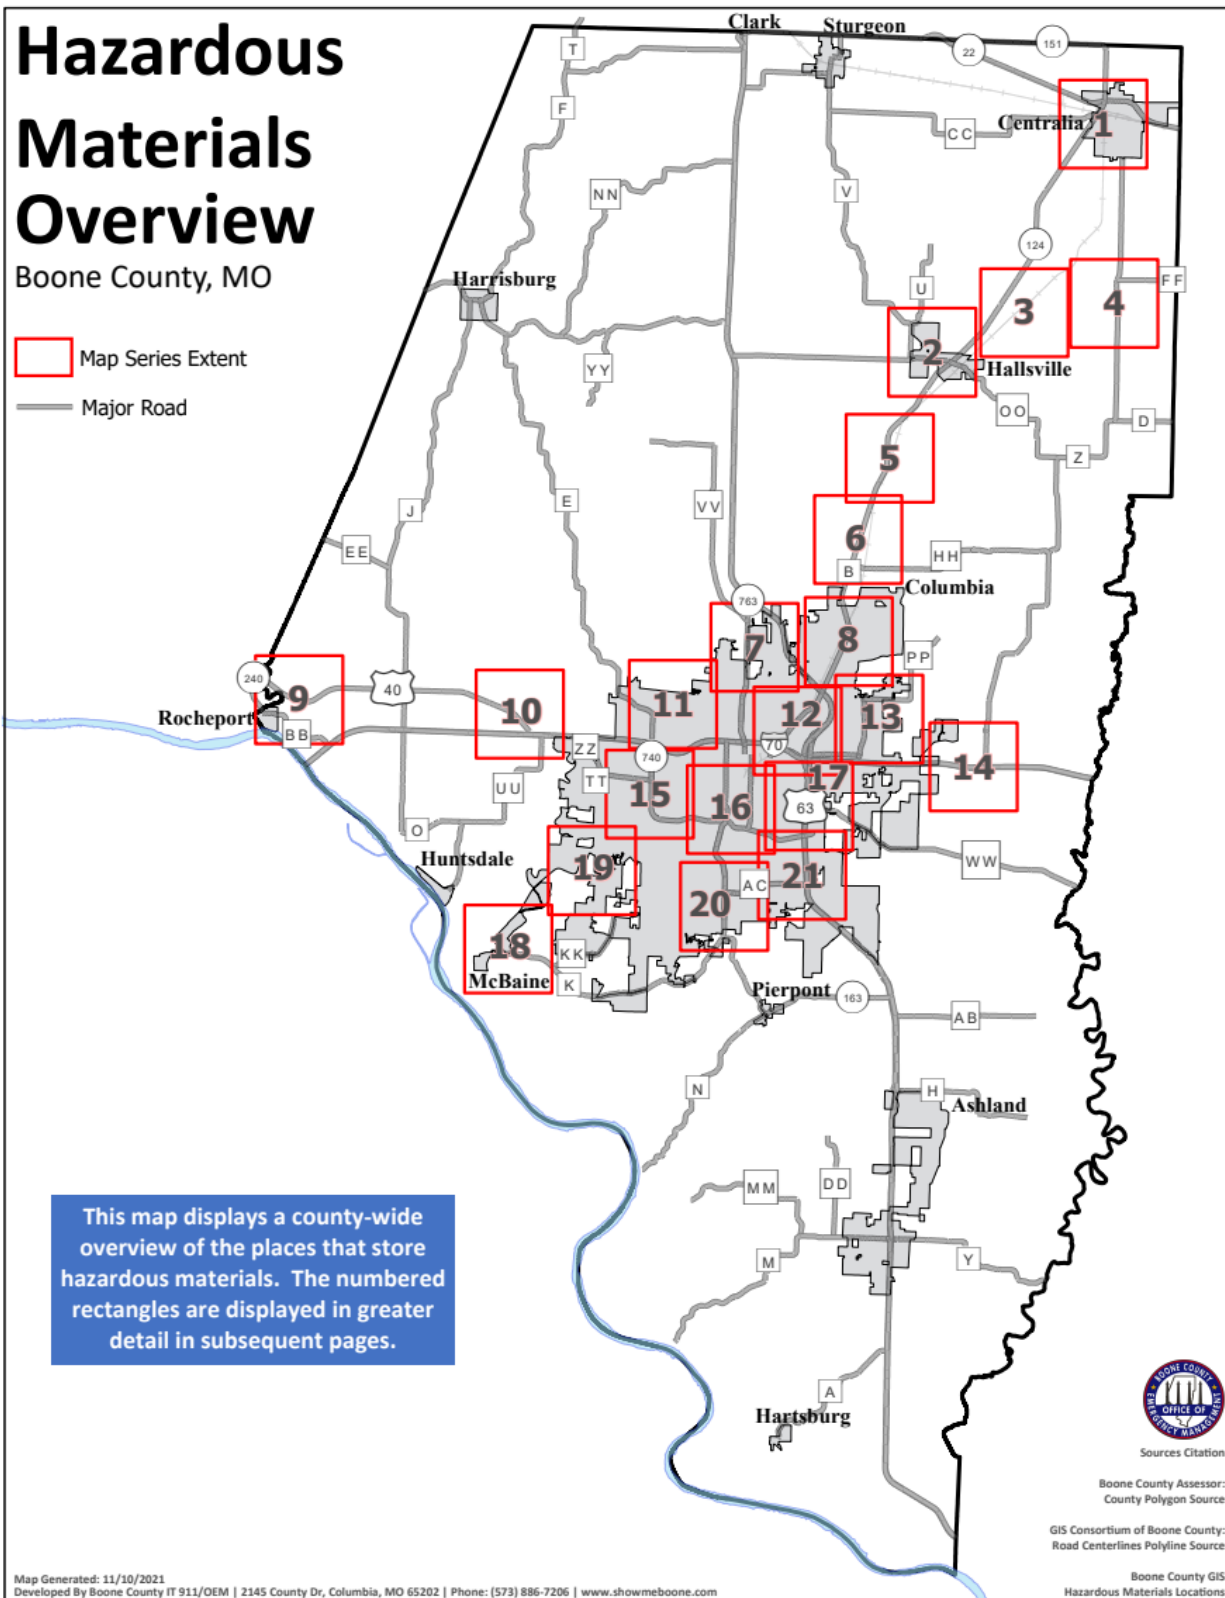 Hazardous
Materials
Overview
Boone County, MO
Map Series Extent
Major Road
Clark
Sturgeon
T
22
151
F
CC
Centralia
1
NN
V
124
Harrisburg
U
3
4
FF
2
Hallsville
YY
OO
D
Z
5
E
VV
J
6
EE
HH
B
Columbia
763
7
8
PP
240
9
40
10
11
12
13
Rocheport
BB
ZZ
740
70
14
TT
15
17
UU
16
63
O
Huntsdale
19
WW
21
AC
20
18
KK
McBaine
K
Pierpont
163
AB
N
H
Ashland
MM
DD
M
Y
This map displays a county-wide
overview of the places that store
hazardous materials.  The numbered
rectangles are displayed in greater
detail in subsequent pages.
A
Hartsburg
BOONE COUNTY
OFFICE OF
EMERGENCY MANAGEMENT
Sources Citation
Boone County Assessor:
County Polygon Source
GIS Consortium of Boone County:
Road Centerlines Polyline Source
Boone County GIS
Hazardous Materials Locations
Map Generated: 11/10/2021
Developed By Boone County IT 911/OEM | 2145 County Dr, Columbia, MO 65202 | Phone: (573) 886-7206 | www.showmeboone.com